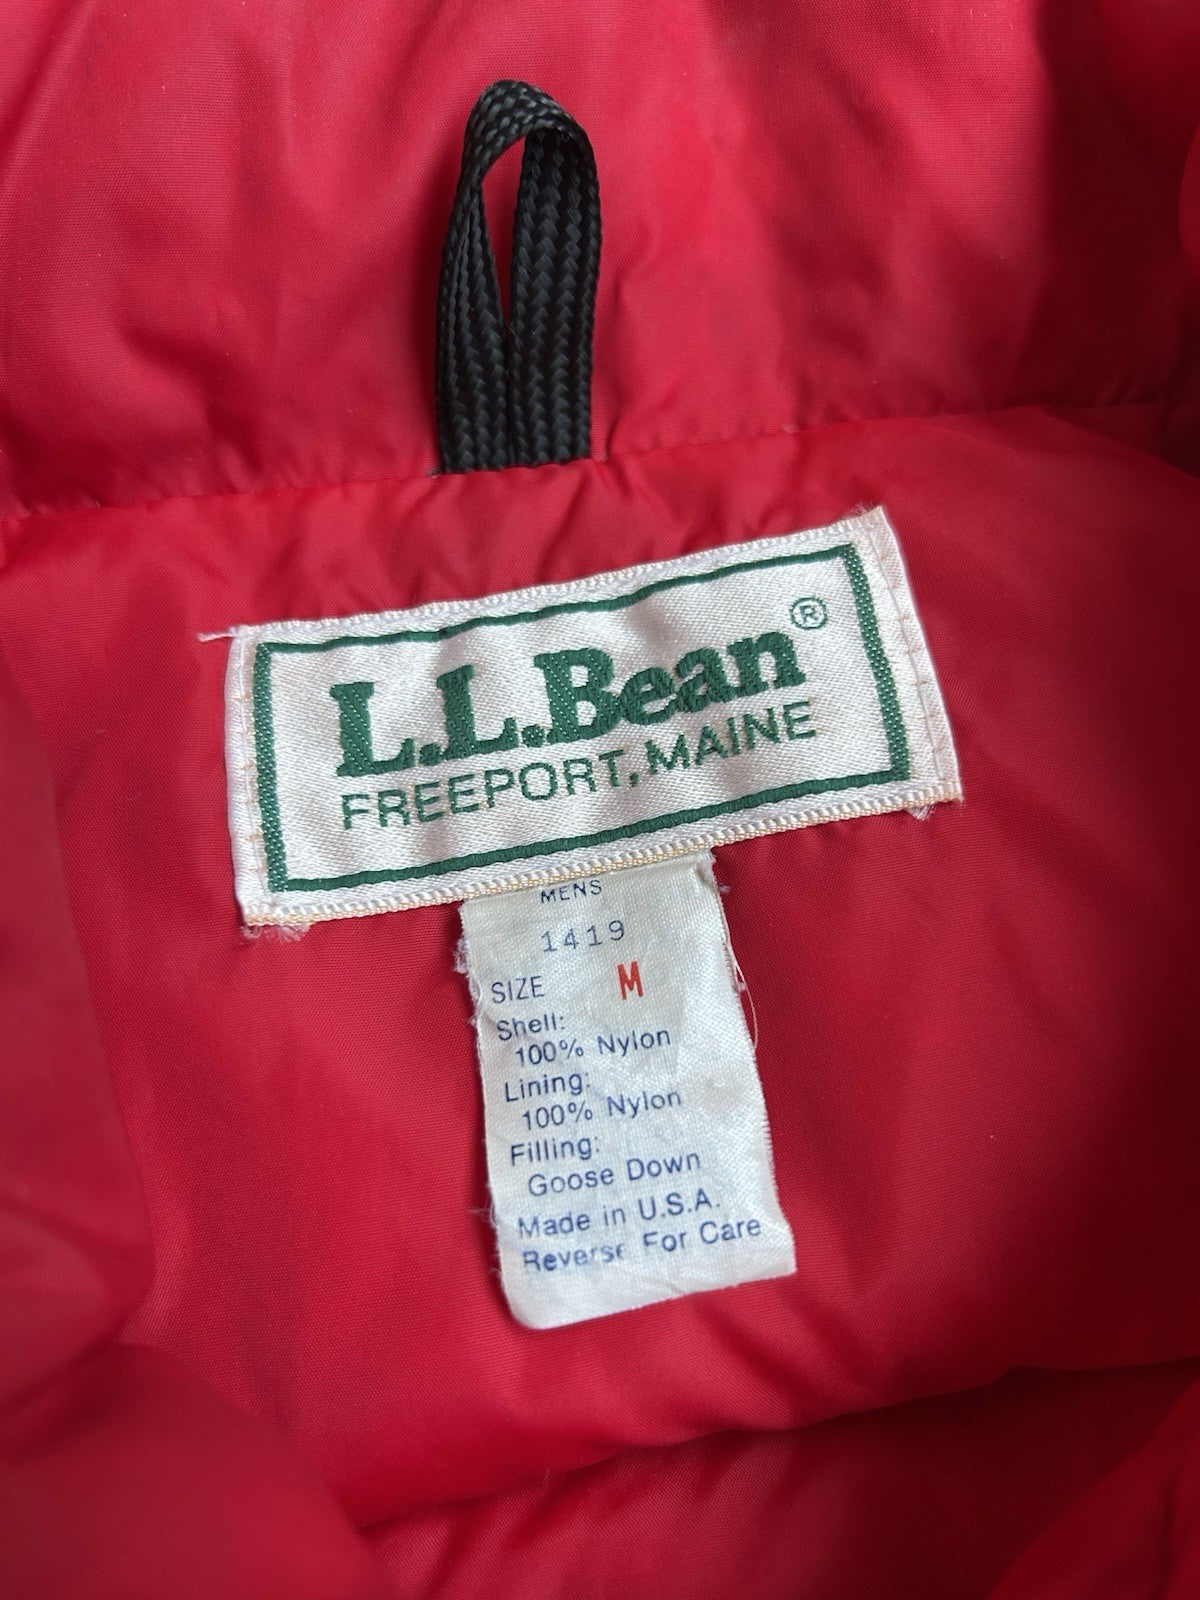 L.L.Bean®
FREEPORT, MAINE
MENS
1419
SIZE M
Shell:
100% Nylon
Lining:
100% Nylon
Filling:
Goose Down
Made in U.S.A.
Reverse For Care